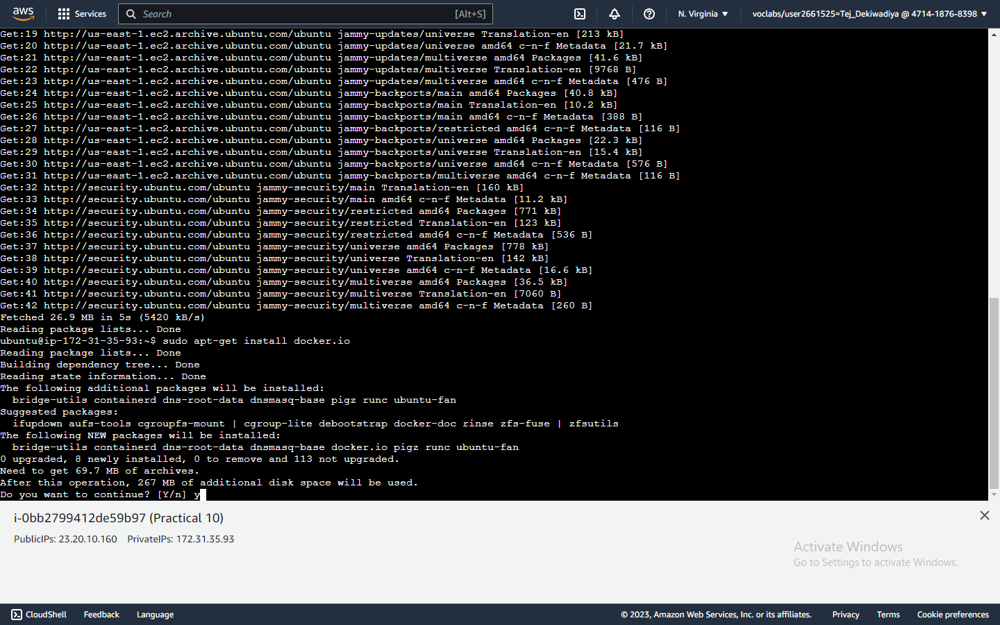 aws Services Search [Alt+S] N. Virginia voclabs/user2661525=Tej_Dekiwadiya @ 4714-1876-8398
Get:19 http://us-east-1.ec2.archive.ubuntu.com/ubuntu jammy-updates/universe Translation-en [213 kB]
Get:20 http://us-east-1.ec2.archive.ubuntu.com/ubuntu jammy-updates/universe amd64 c-n-f Metadata [21.7 kB]
Get:21 http://us-east-1.ec2.archive.ubuntu.com/ubuntu jammy-updates/multiverse amd64 Packages [41.6 kB]
Get:22 http://us-east-1.ec2.archive.ubuntu.com/ubuntu jammy-updates/multiverse Translation-en [9768 B]
Get:23 http://us-east-1.ec2.archive.ubuntu.com/ubuntu jammy-updates/multiverse amd64 c-n-f Metadata [476 B]
Get:24 http://us-east-1.ec2.archive.ubuntu.com/ubuntu jammy-backports/main amd64 Packages [40.8 kB]
Get:25 http://us-east-1.ec2.archive.ubuntu.com/ubuntu jammy-backports/main Translation-en [10.2 kB]
Get:26 http://us-east-1.ec2.archive.ubuntu.com/ubuntu jammy-backports/main amd64 c-n-f Metadata [388 B]
Get:27 http://us-east-1.ec2.archive.ubuntu.com/ubuntu jammy-backports/restricted amd64 c-n-f Metadata [116 B]
Get:28 http://us-east-1.ec2.archive.ubuntu.com/ubuntu jammy-backports/universe amd64 Packages [22.3 kB]
Get:29 http://us-east-1.ec2.archive.ubuntu.com/ubuntu jammy-backports/universe Translation-en [15.4 kB]
Get:30 http://us-east-1.ec2.archive.ubuntu.com/ubuntu jammy-backports/universe amd64 c-n-f Metadata [576 B]
Get:31 http://us-east-1.ec2.archive.ubuntu.com/ubuntu jammy-backports/multiverse amd64 c-n-f Metadata [116 B]
Get:32 http://security.ubuntu.com/ubuntu jammy-security/main Translation-en [160 kB]
Get:33 http://security.ubuntu.com/ubuntu jammy-security/main amd64 c-n-f Metadata [11.2 kB]
Get:34 http://security.ubuntu.com/ubuntu jammy-security/restricted amd64 Packages [771 kB]
Get:35 http://security.ubuntu.com/ubuntu jammy-security/restricted Translation-en [123 kB]
Get:36 http://security.ubuntu.com/ubuntu jammy-security/restricted amd64 c-n-f Metadata [536 B]
Get:37 http://security.ubuntu.com/ubuntu jammy-security/universe amd64 Packages [778 kB]
Get:38 http://security.ubuntu.com/ubuntu jammy-security/universe Translation-en [142 kB]
Get:39 http://security.ubuntu.com/ubuntu jammy-security/universe amd64 c-n-f Metadata [16.6 kB]
Get:40 http://security.ubuntu.com/ubuntu jammy-security/multiverse amd64 Packages [36.5 kB]
Get:41 http://security.ubuntu.com/ubuntu jammy-security/multiverse Translation-en [7060 B]
Get:42 http://security.ubuntu.com/ubuntu jammy-security/multiverse amd64 c-n-f Metadata [260 B]
Fetched 26.9 MB in 5s (5420 kB/s)
Reading package lists... Done
ubuntu@ip-172-31-35-93:~$ sudo apt-get install docker.io
Reading package lists... Done
Building dependency tree... Done
Reading state information... Done
The following additional packages will be installed:
  bridge-utils containerd dns-root-data dnsmasq-base pigz runc ubuntu-fan
Suggested packages:
  ifupdown aufs-tools cgroupfs-mount | cgroup-lite debootstrap docker-doc rinse zfs-fuse | zfsutils
The following NEW packages will be installed:
  bridge-utils containerd dns-root-data dnsmasq-base docker.io pigz runc ubuntu-fan
0 upgraded, 8 newly installed, 0 to remove and 113 not upgraded.
Need to get 69.7 MB of archives.
After this operation, 267 MB of additional disk space will be used.
Do you want to continue? [Y/n] y
i-0bb2799412de59b97 (Practical 10)
PublicIPs: 23.20.10.160 PrivateIPs: 172.31.35.93
Activate Windows
Go to Settings to activate Windows.
CloudShell Feedback Language © 2023, Amazon Web Services, Inc. or its affiliates. Privacy Terms Cookie preferences